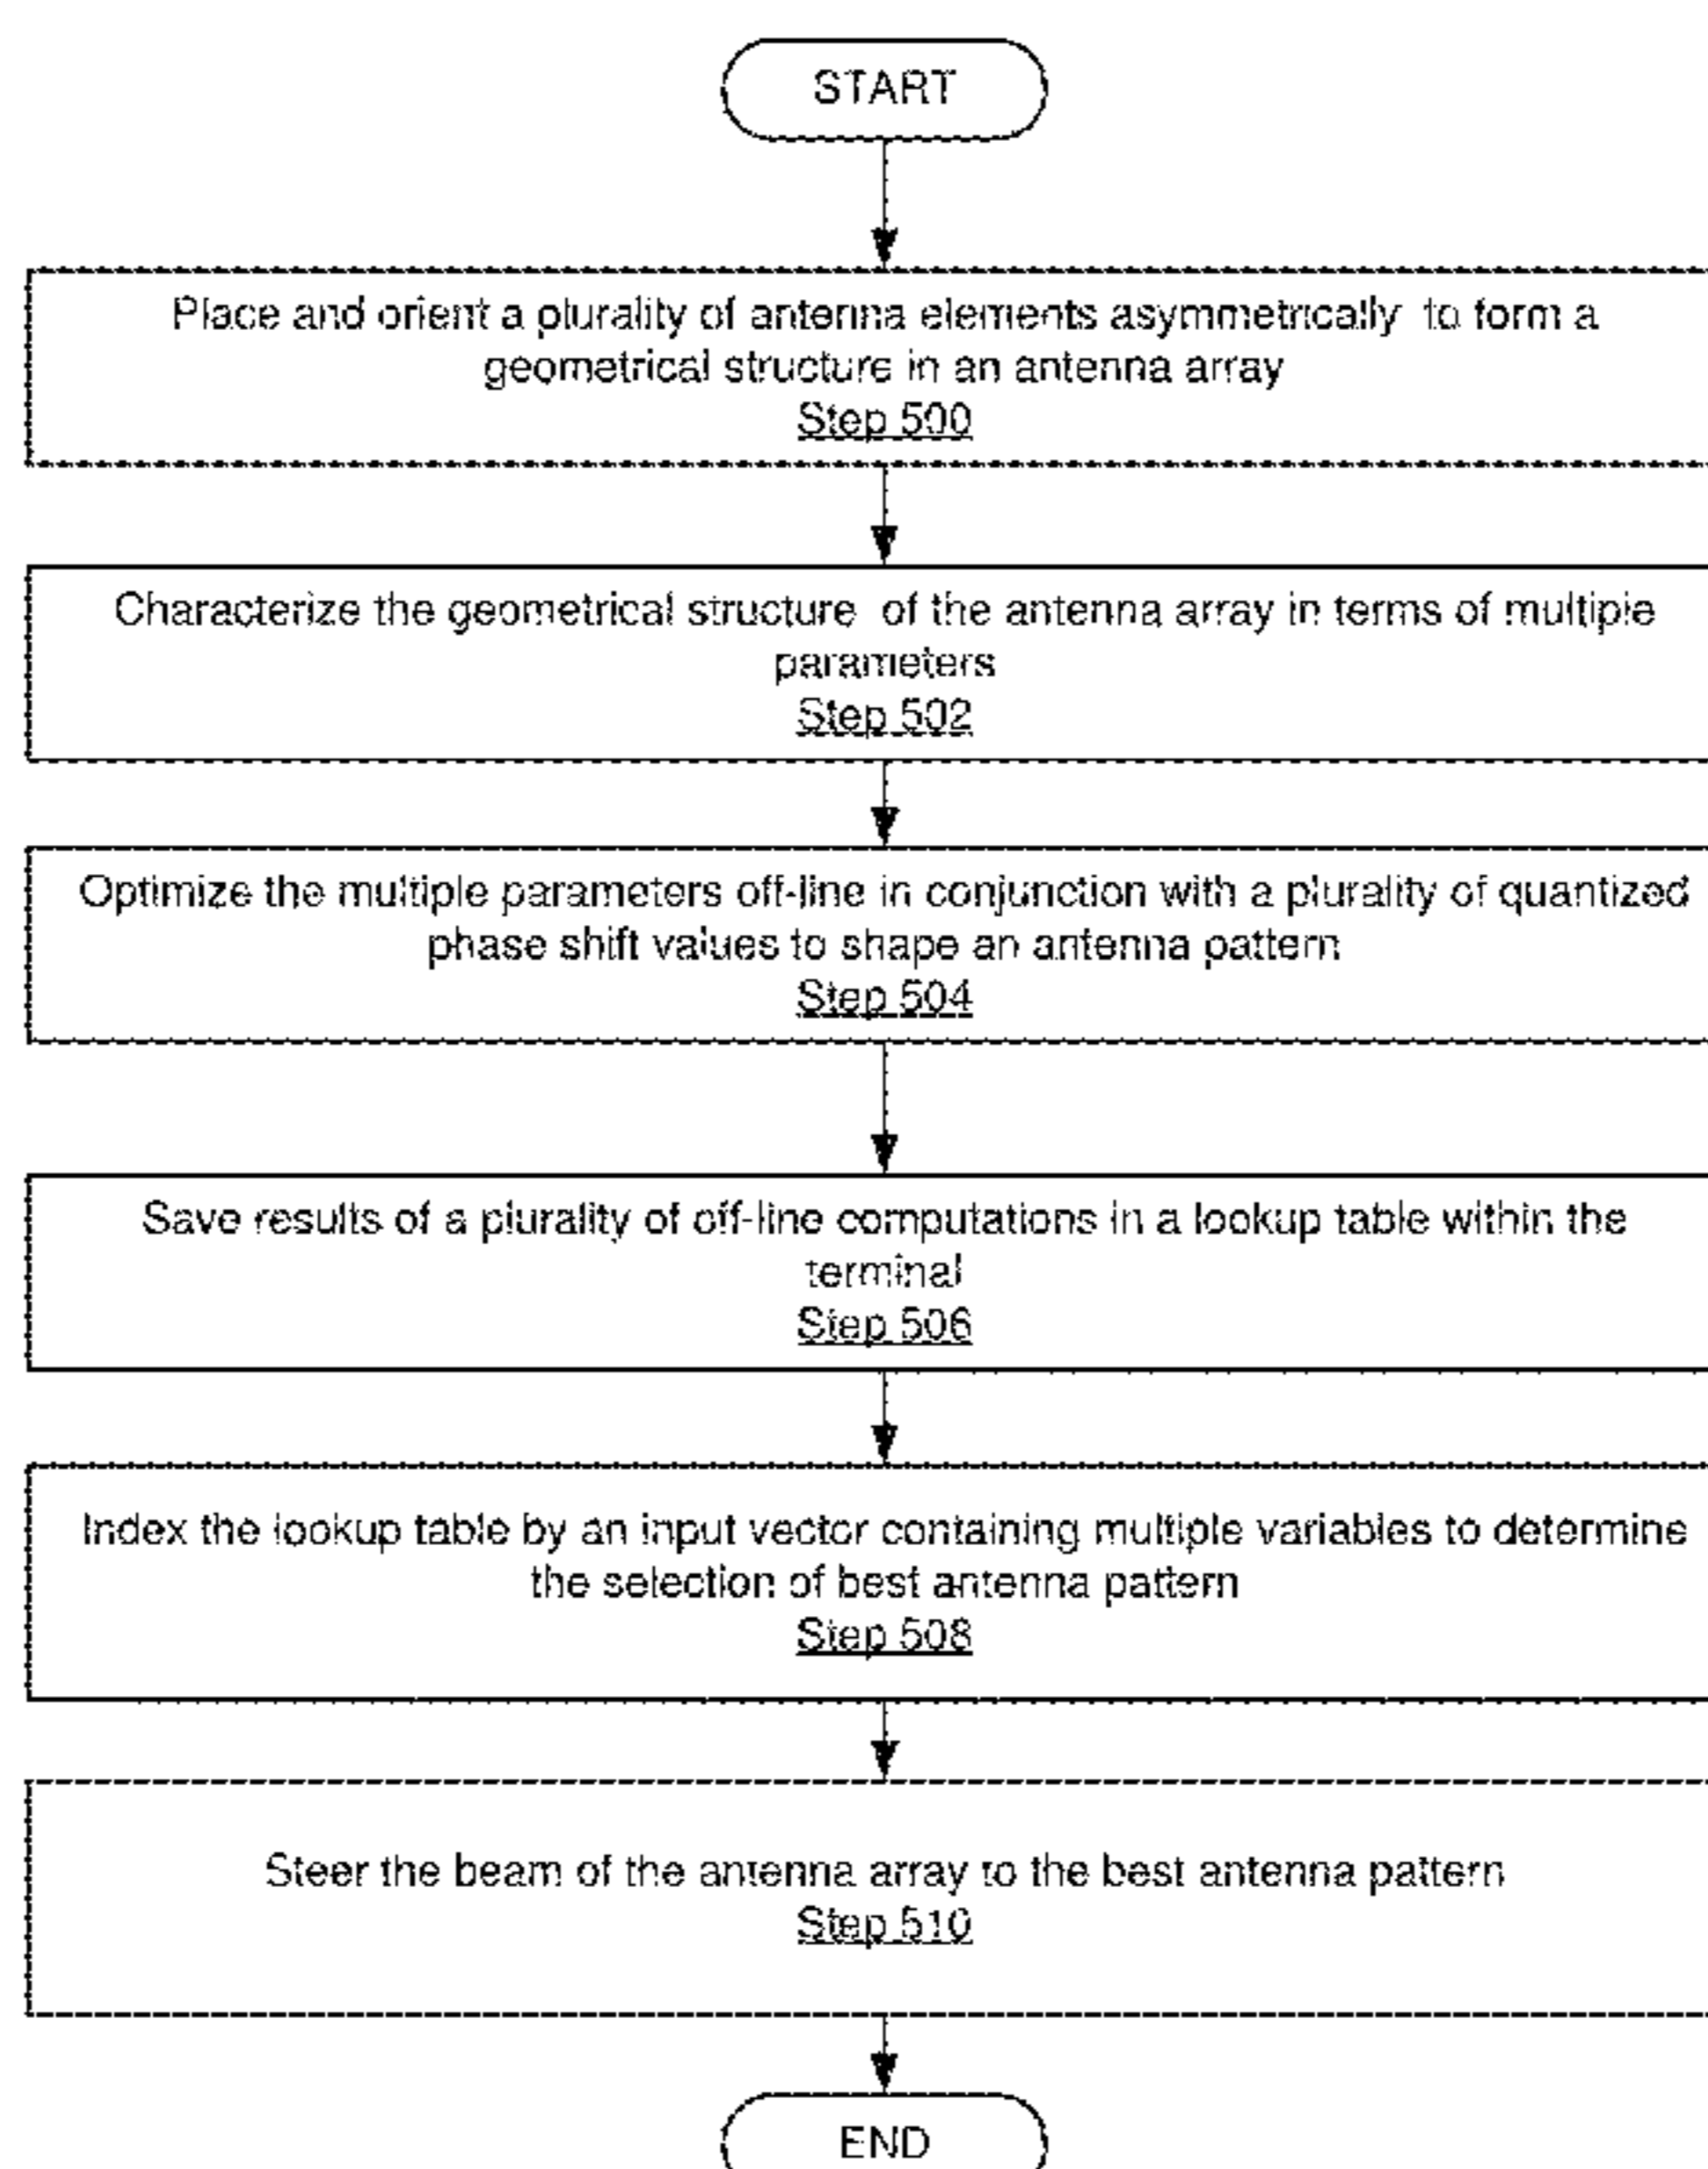 START
Place and orient a plurality of antenna elements asymmetrically to form a
geometrical structure in an antenna array
Step 500
Characterize the geometrical structure of the antenna array in terms of multiple
parameters
Step 502
Optimize the multiple parameters off-line in conjunction with a plurality of quantized
phase shift values to shape an antenna pattern
Step 504
Save results of a plurality of off-line computations in a lookup table within the
terminal
Step 506
Index the lookup table by an input vector containing multiple variables to determine
the selection of best antenna pattern
Step 508
Steer the beam of the antenna array to the best antenna pattern
Step 510
END